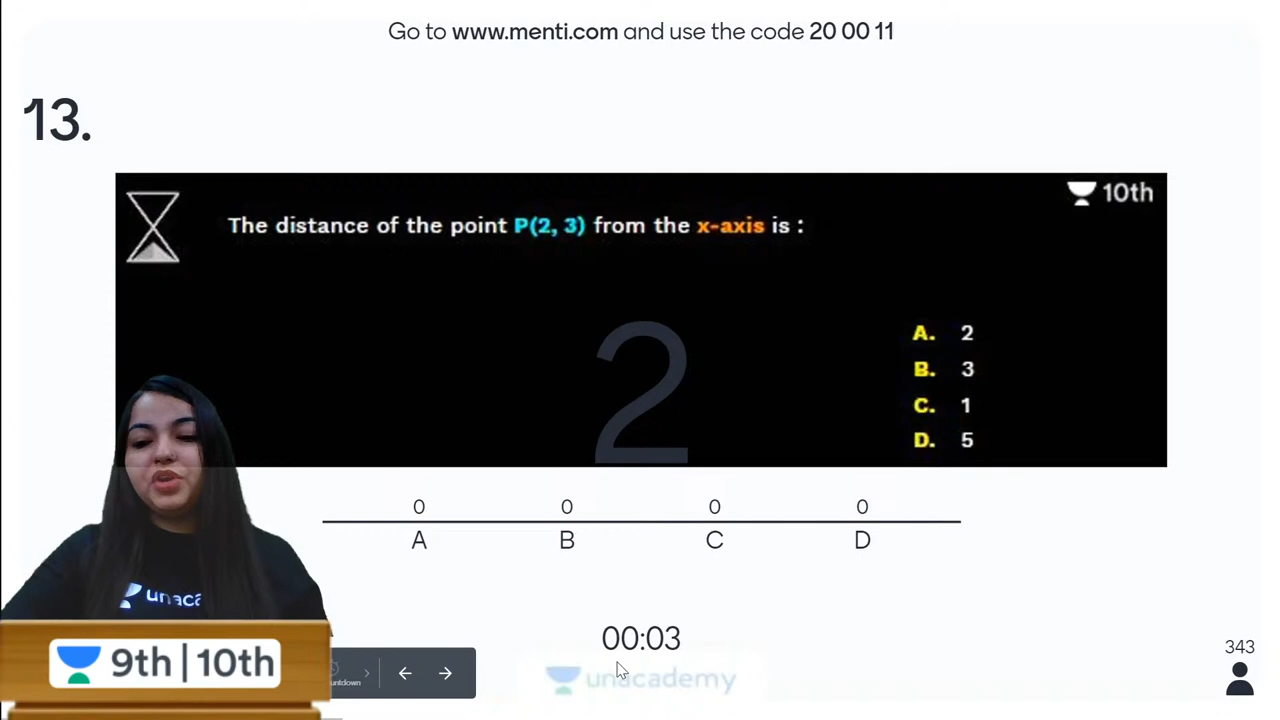 Go to www.menti.com and use the code 20 00 11
13.
10th
The distance of the point P(2, 3) from the x-axis is :
2
A. 2
B. 3
C. 1
D. 5
0 0 0 0
A B C D
unaca
00:03
9th | 10th
untdown
unacademy
343